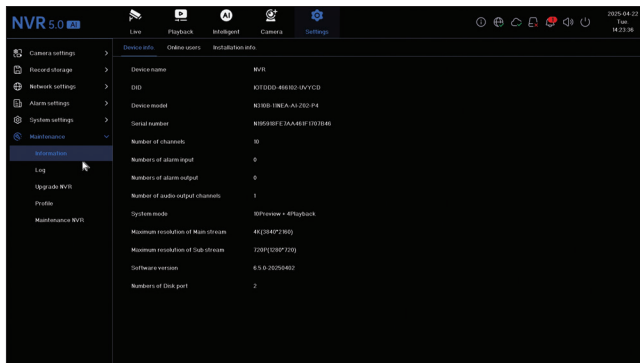 NVR 5.0 AI
Live
Playback
AI
Intelligent
Camera
Settings
2025-04-22
Tue.
14:23:36
Camera settings
Record storage
Network settings
Alarm settings
System settings
Maintenance
Information
Log
Upgrade NVR
Profile
Maintenance NVR
Device info.
Online users
Installation info.
Device name NVR
DID IOTDDD-466102-UVYCD
Device model
Serial number
Number of channels 10
Numbers of alarm input 0
Numbers of alarm output 0
Number of audio output channels 1
System mode 10Preview + 4Playback
Maximum resolution of Main stream 4K(3840*2160)
Maximum resolution of Sub stream 720P(1280*720)
Software version 6.5.0-20250402
Numbers of Disk port 2